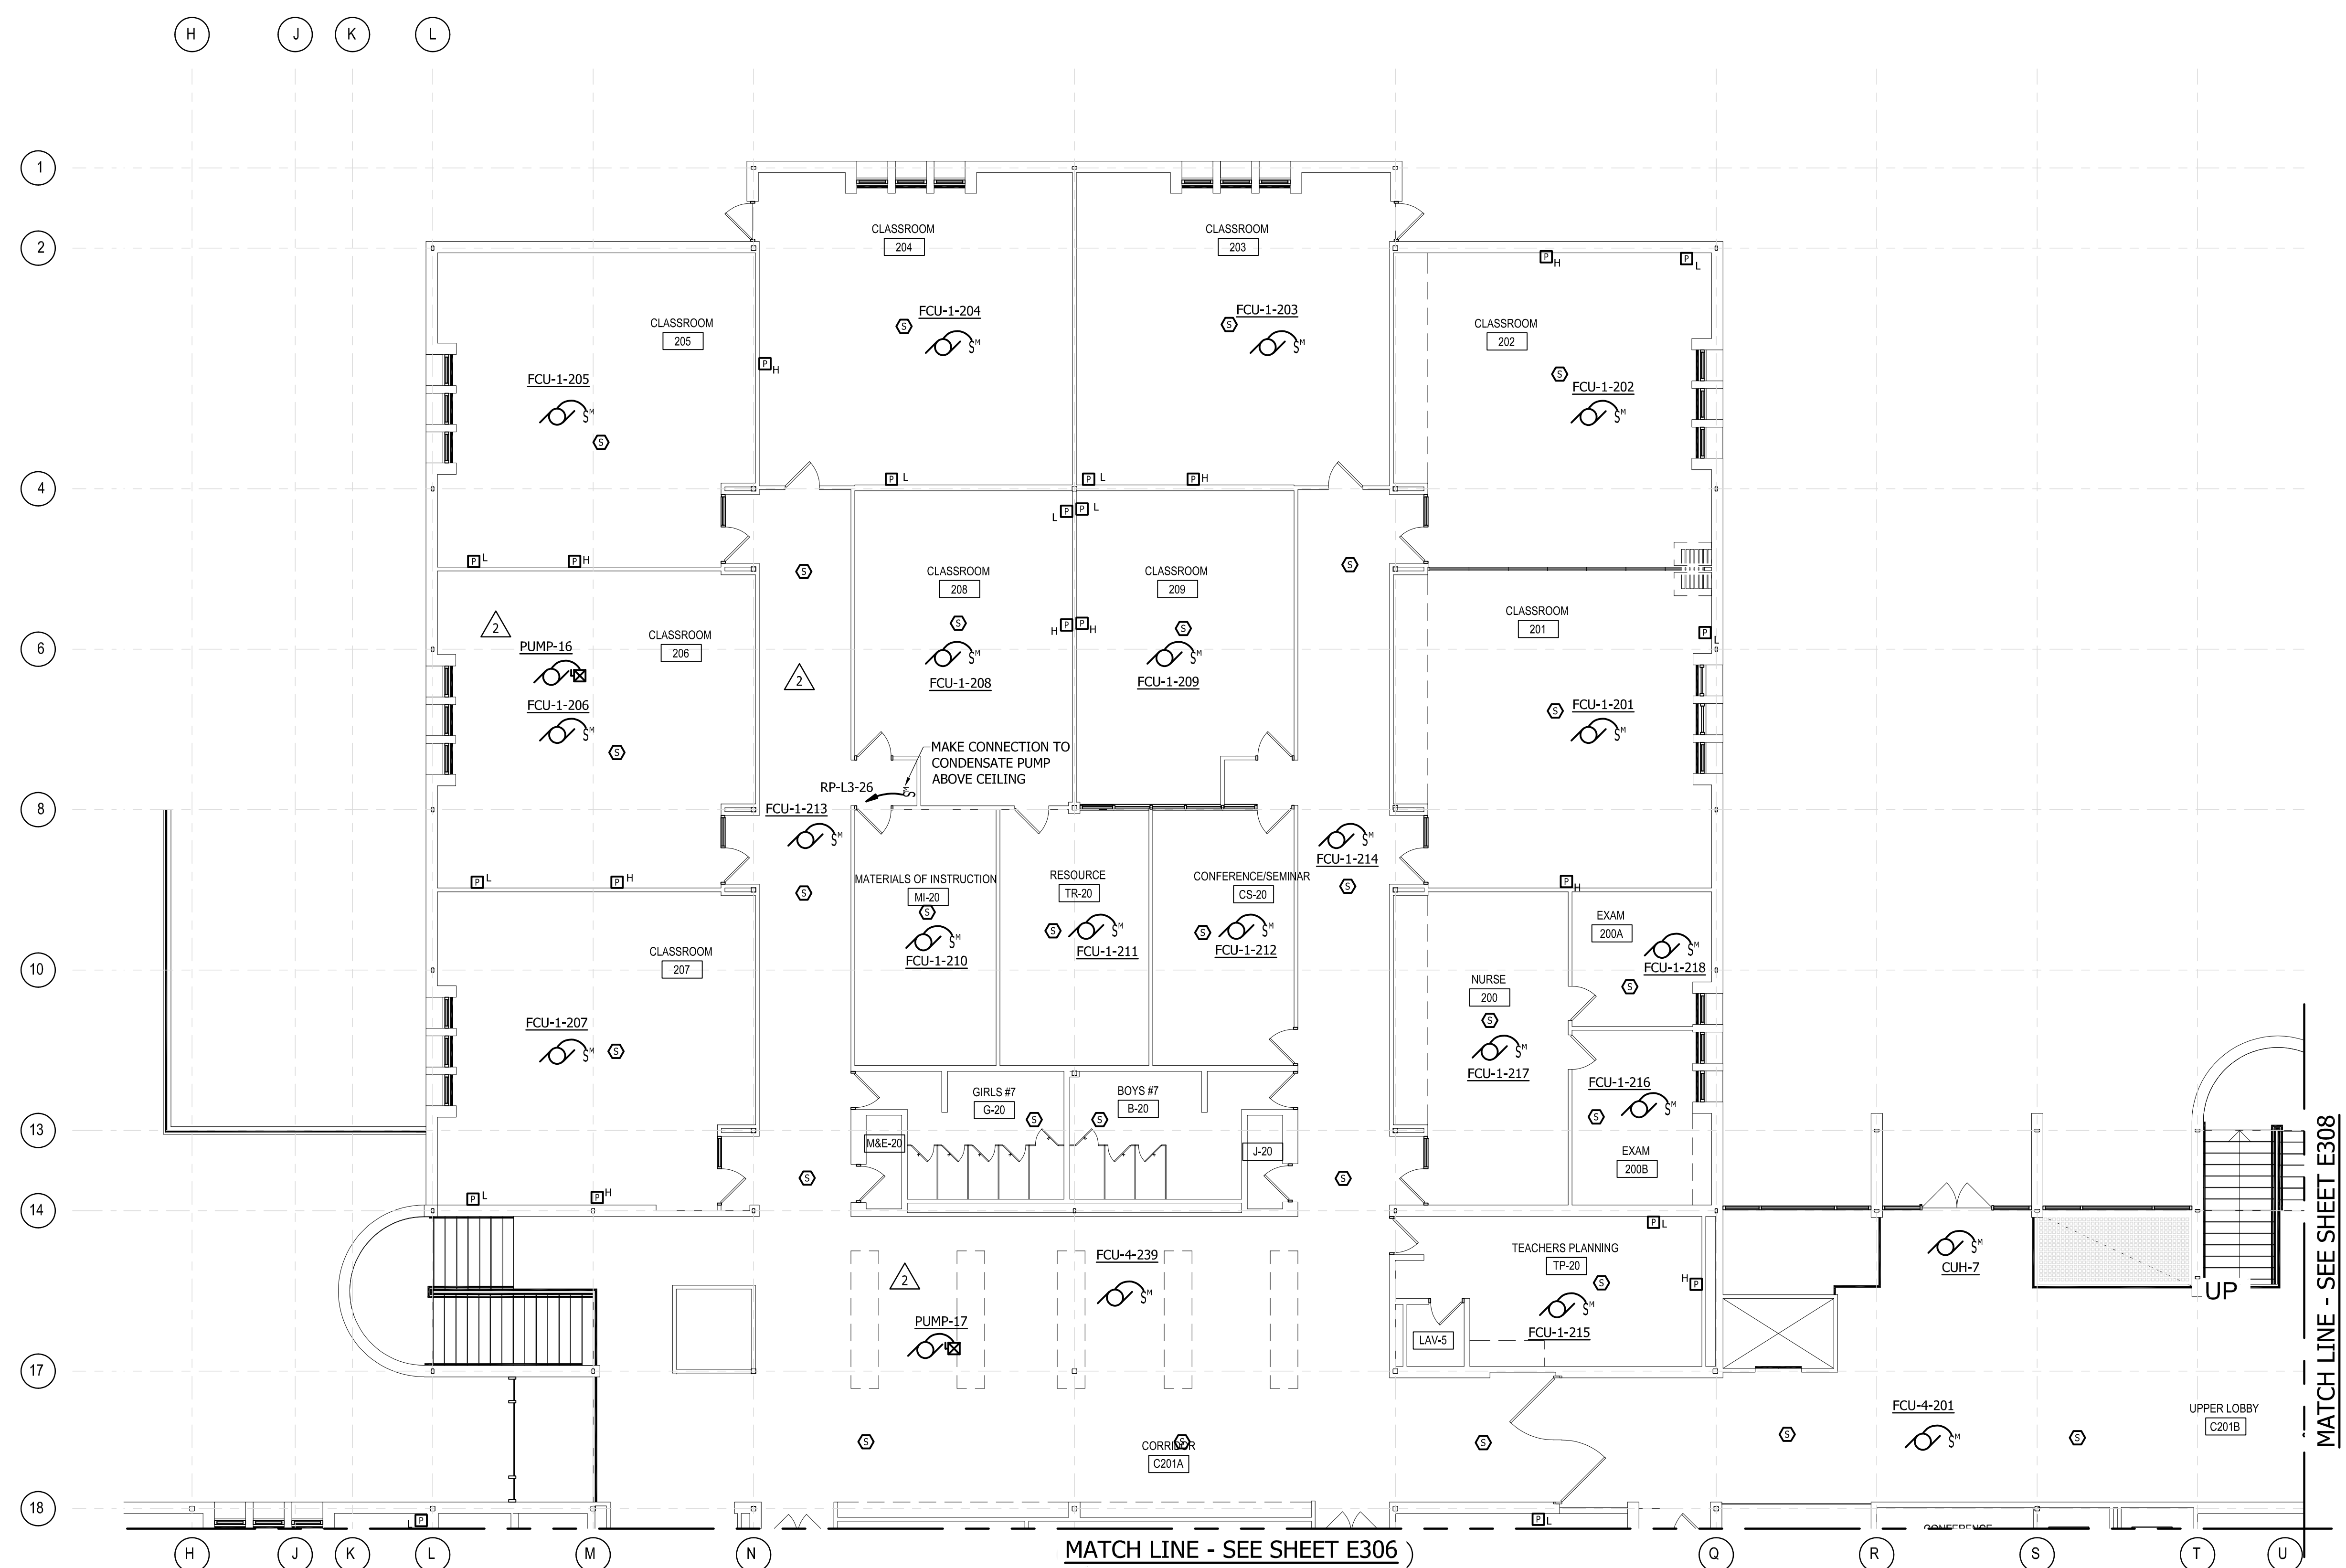 H
J
K
L
1
2
4
6
8
10
13
14
17
18
CLASSROOM
204
CLASSROOM
203
P
H
P
L
FCU-1-204
S
S M
FCU-1-203
S
S M
CLASSROOM
205
CLASSROOM
202
P
H
FCU-1-205
S M
S
S
FCU-1-202
S M
P
L
P
L
P
H
L
P
P
L
P
L
P
H
S
S
CLASSROOM
208
CLASSROOM
209
2
PUMP-16
CLASSROOM
206
S
S
H
P
P
H
CLASSROOM
201
P
L
2
S M
FCU-1-208
S M
FCU-1-209
FCU-1-206
S M
S
S
FCU-1-201
S M
MAKE CONNECTION TO
CONDENSATE PUMP
ABOVE CEILING
RP-L3-26
S M
FCU-1-213
S M
S M
FCU-1-214
P
L
P
H
S
S
P
H
MATERIALS OF INSTRUCTION
MI-20
S
S M
FCU-1-210
RESOURCE
TR-20
S
S M
FCU-1-211
CONFERENCE/SEMINAR
CS-20
S
S M
FCU-1-212
EXAM
200A
S M
FCU-1-218
S
CLASSROOM
207
NURSE
200
S
S M
FCU-1-217
FCU-1-207
S M
S
FCU-1-216
S M
S
GIRLS #7
G-20
S
BOYS #7
B-20
S
M&E-20
J-20
EXAM
200B
P
L
P
H
S
S
P
L
2
FCU-4-239
S M
PUMP-17
TEACHERS PLANNING
TP-20
S
H
P
S M
FCU-1-215
LAV-5
S M
CUH-7
UP
MATCH LINE - SEE SHEET E308
S
S
CORRIDOR
C201A
S
S
FCU-4-201
S M
S
UPPER LOBBY
C201B
L
P
P
L
CONFERENCE
MATCH LINE - SEE SHEET E306
H
J
K
L
M
N
Q
R
S
T
U